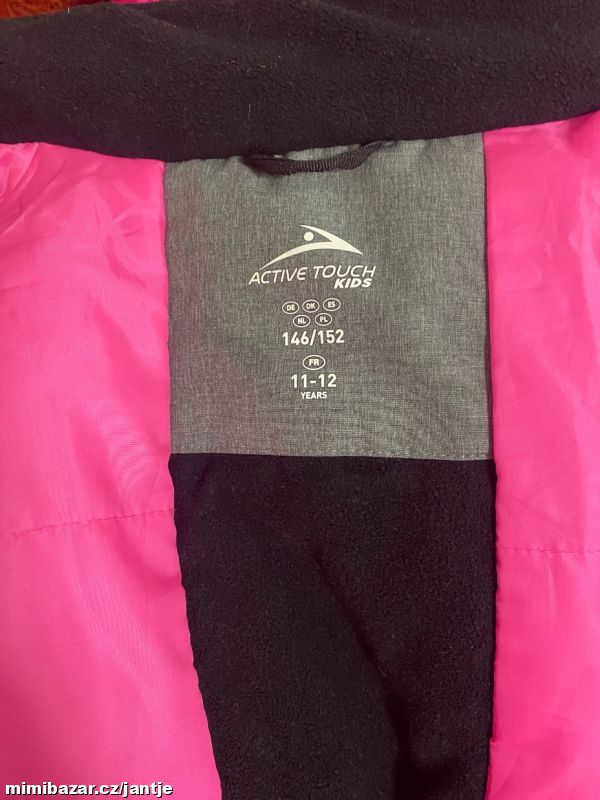 ACTIVE TOUCH
KIDS
DE DK ES
NL PL
146/152
FR
11-12
YEARS
mimibazar.cz/jantje